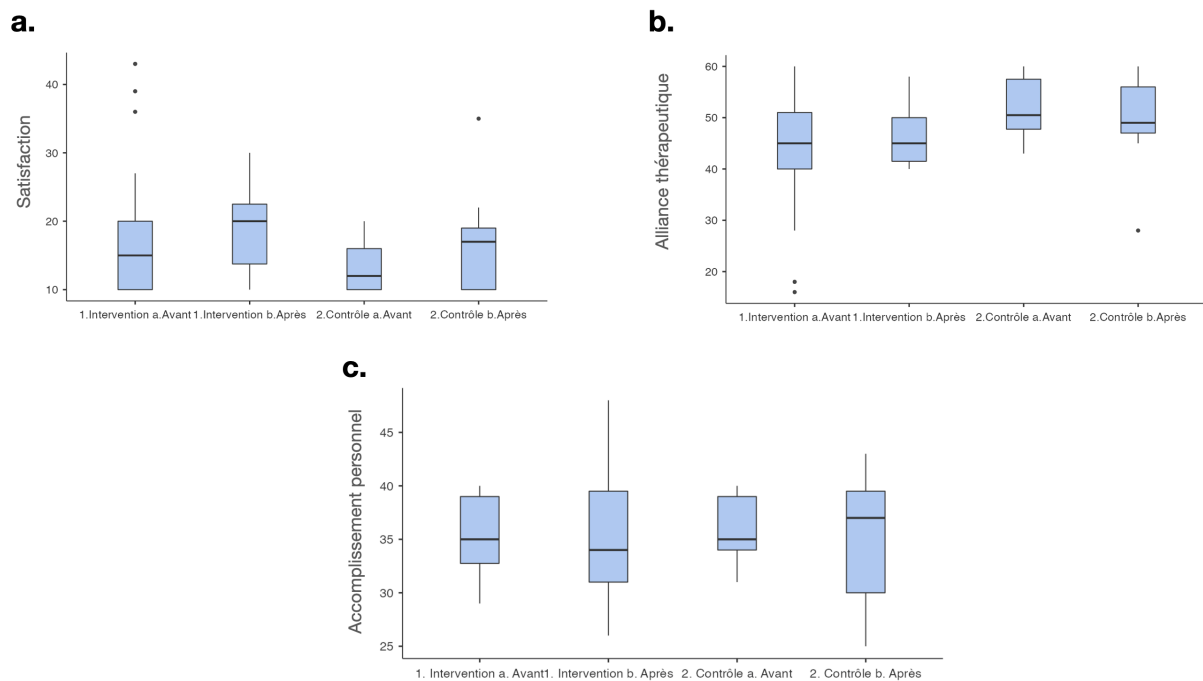 a.
Satisfaction
40
30
20
10
1.Intervention a.Avant 1.Intervention b.Après 2.Contrôle a.Avant 2.Contrôle b.Après
b.
Alliance thérapeutique
60
50
40
30
20
1.Intervention a.Avant 1.Intervention b.Après 2.Contrôle a.Avant 2.Contrôle b.Après
c.
Accomplissement personnel
45
40
35
30
25
1. Intervention a. Avant1. Intervention b. Après 2. Contrôle a. Avant 2. Contrôle b. Après